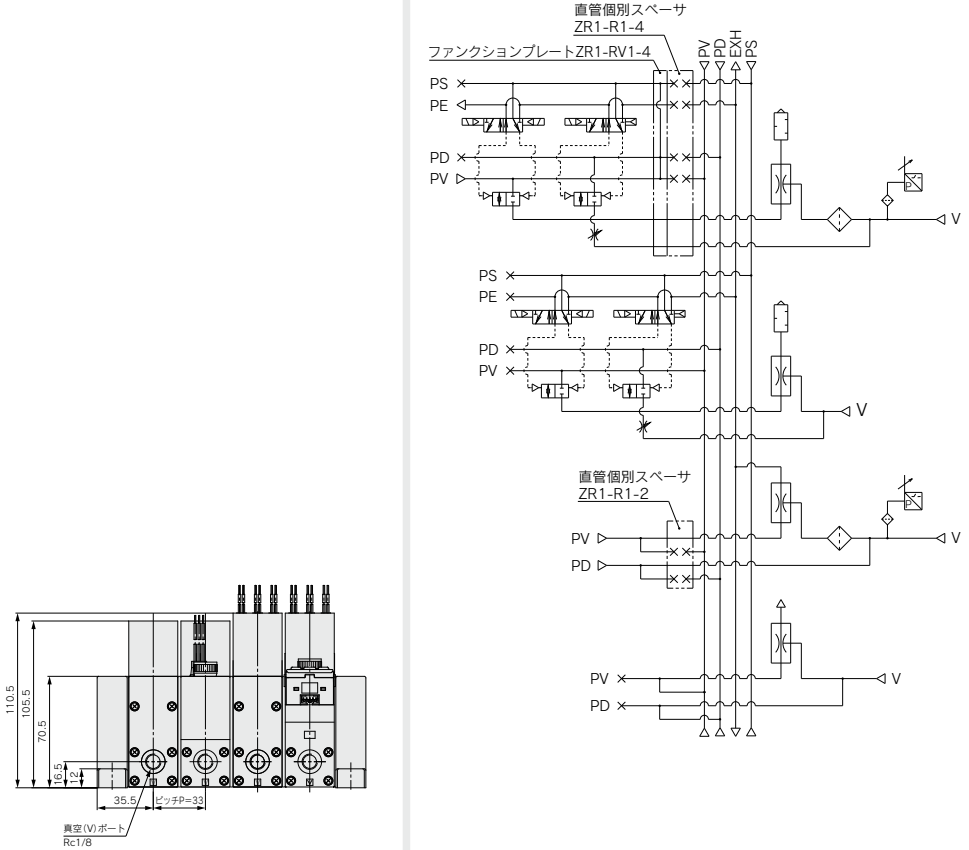 110.5
105.5
70.5
16.5
12
35.5
ピッチP=33
真空(V)ポート
Rc1/8
直管個別スペーサ
ZR1-R1-4
ファンクションプレートZR1-RV1-4
PV
PD
EXH
PS
PS
PE
PD
PV
P
V
PS
PE
PD
PV
V
直管個別スペーサ
ZR1-R1-2
PV
PD
P
V
PV
PD
V